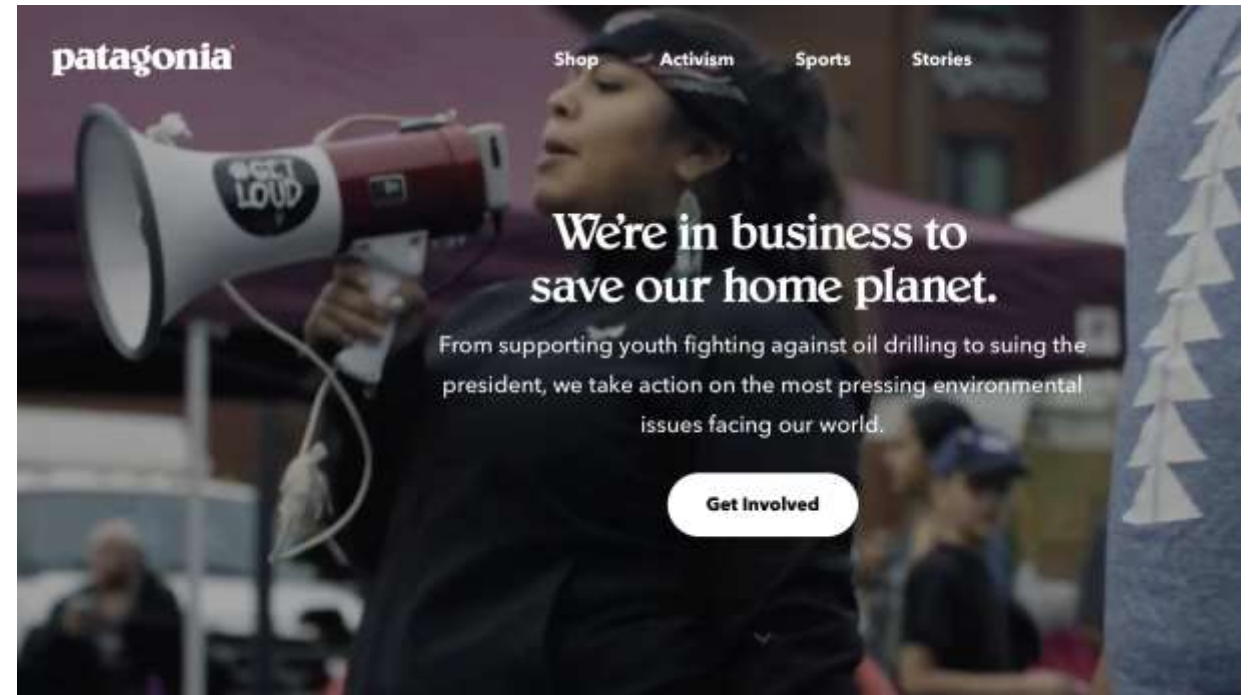 patagonia
Shop Activism Sports Stories
#GET
LOUD
We're in business to
save our home planet.
From supporting youth fighting against oil drilling to suing the
president, we take action on the most pressing environmental
issues facing our world.
Get Involved